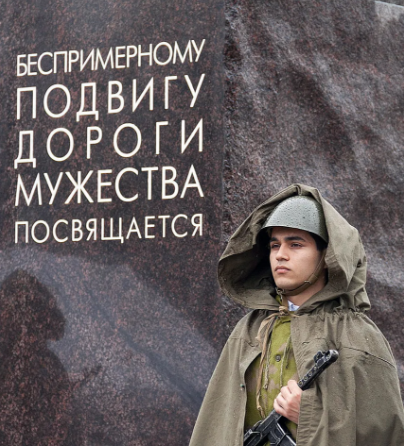 БЕСПРИМЕРНОМУ
ПОДВИГУ
ДОРОГИ
МУЖЕСТВА
ПОСВЯЩАЕТСЯ